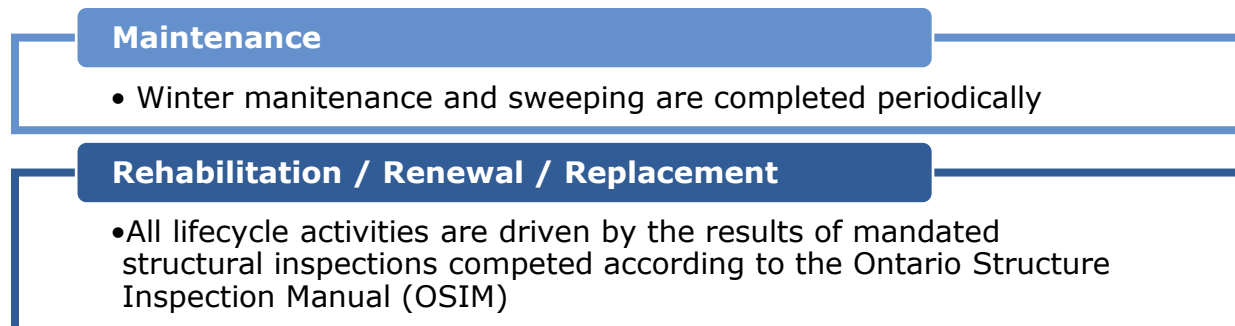 Maintenance
• Winter manitenance and sweeping are completed periodically
Rehabilitation / Renewal / Replacement
•All lifecycle activities are driven by the results of mandated
structural inspections competed according to the Ontario Structure
Inspection Manual (OSIM)